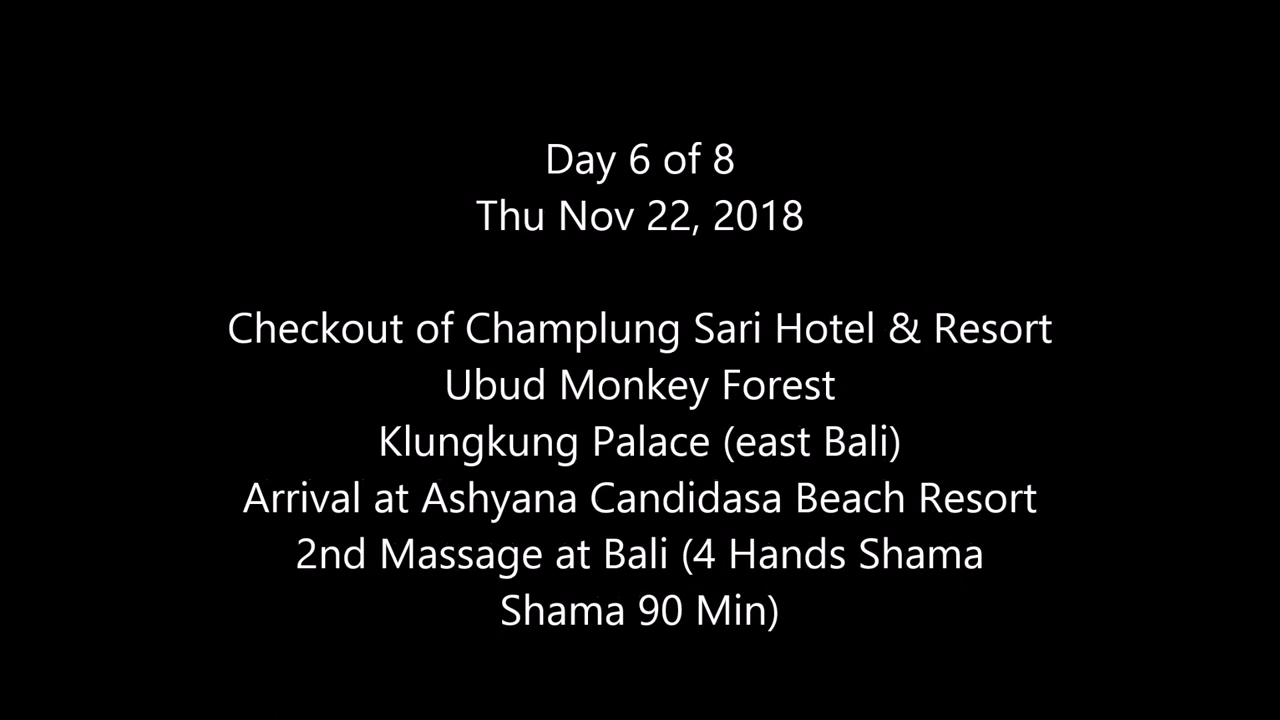 Day 6 of 8
Thu Nov 22, 2018
Checkout of Champlung Sari Hotel & Resort
Ubud Monkey Forest
Klungkung Palace (east Bali)
Arrival at Ashyana Candidasa Beach Resort
2nd Massage at Bali (4 Hands Shama
Shama 90 Min)